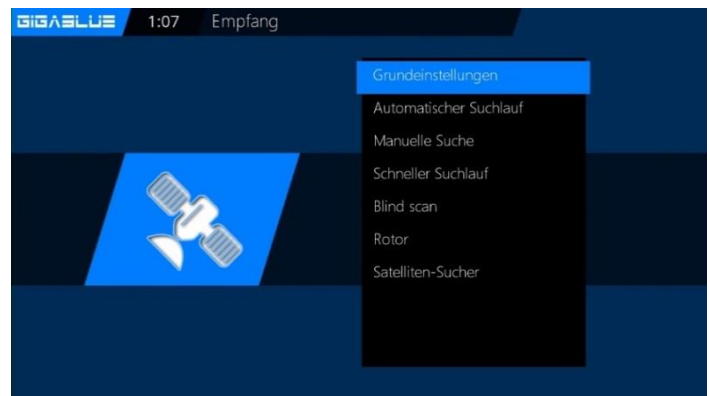 GIGABLUE 1:07 Empfang
Grundeinstellungen
Automatischer Suchlauf
Manuelle Suche
Schneller Suchlauf
Blind scan
Rotor
Satelliten-Sucher